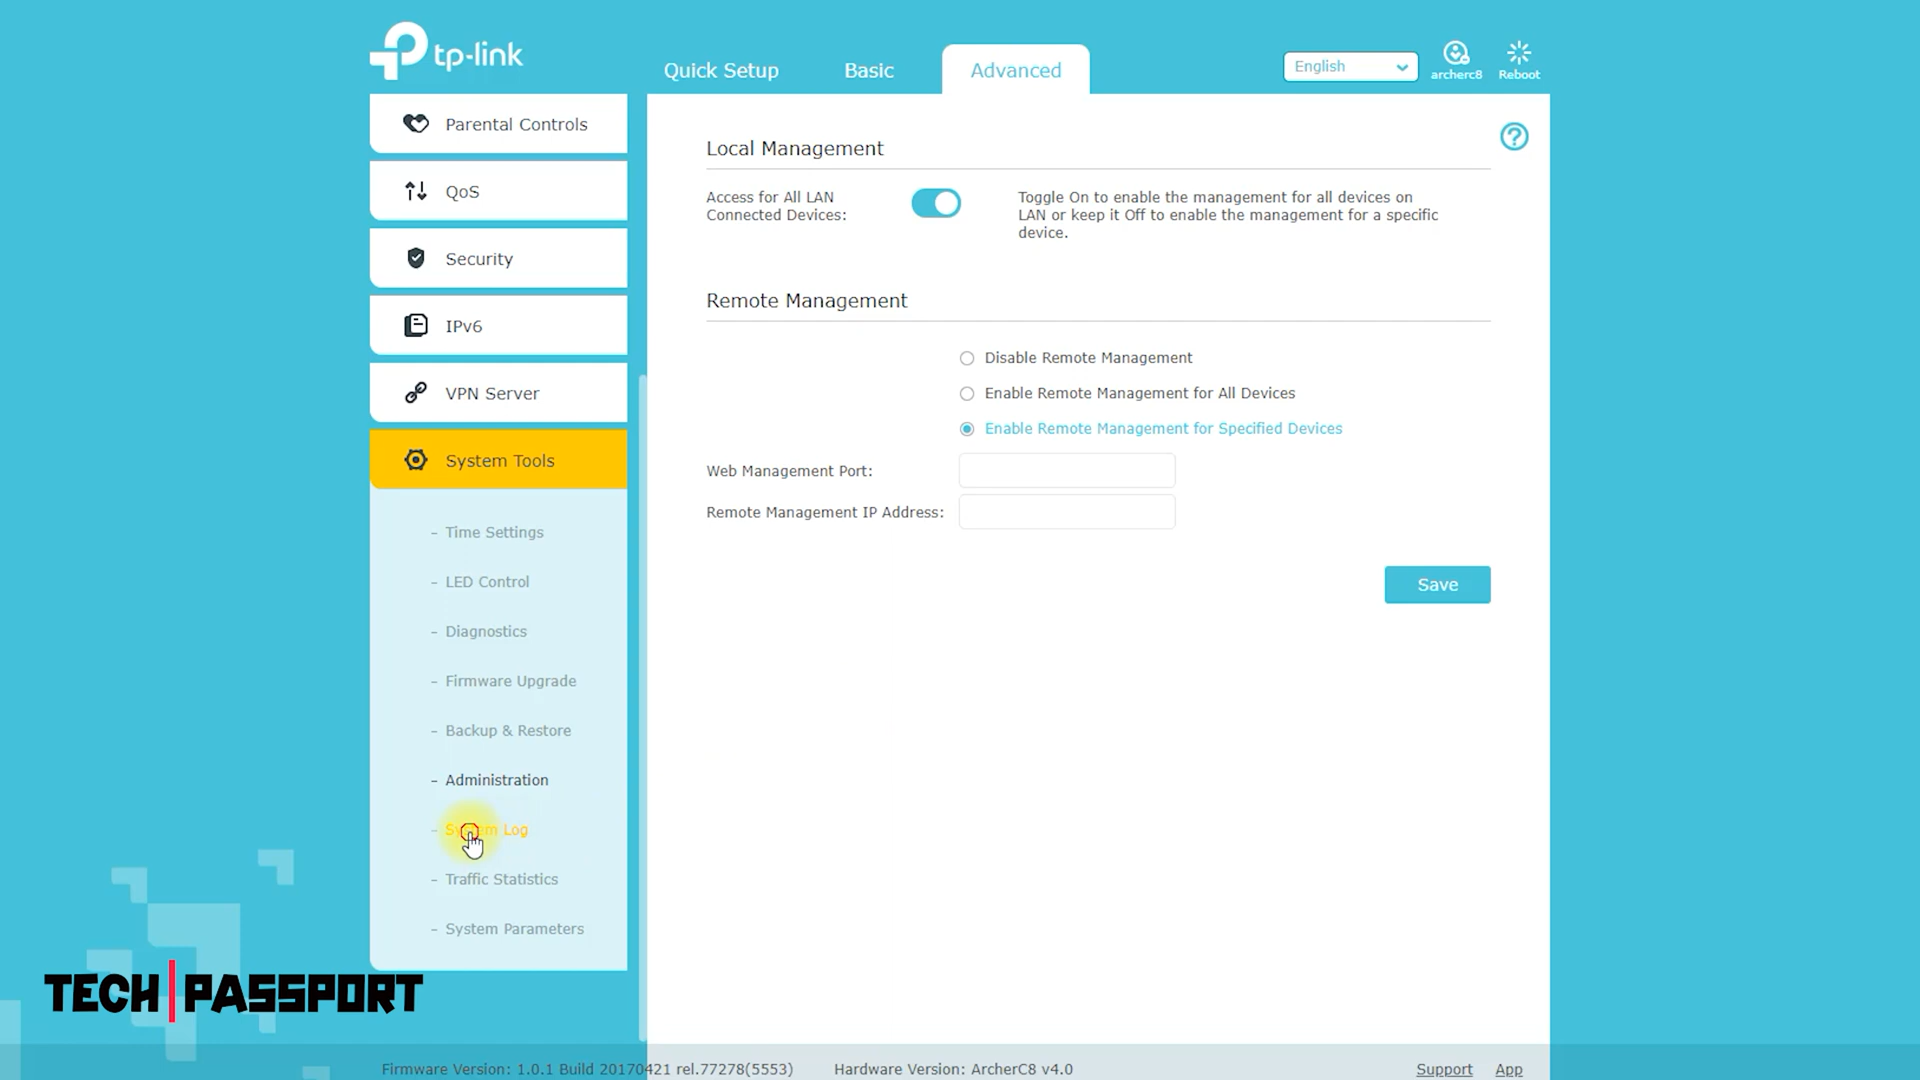 tp-link
Quick Setup
Basic
Advanced
English
archerc8
Reboot
Parental Controls
QoS
Security
IPv6
VPN Server
System Tools
- Time Settings
- LED Control
- Diagnostics
- Firmware Upgrade
- Backup & Restore
- Administration
- System Log
- Traffic Statistics
- System Parameters
Local Management
Access for All LAN
Connected Devices:
Toggle On to enable the management for all devices on
LAN or keep it Off to enable the management for a specific
device.
Remote Management
Disable Remote Management
Enable Remote Management for All Devices
Enable Remote Management for Specified Devices
Web Management Port:
Remote Management IP Address:
Save
TECH PASSPORT
Firmware Version: 1.0.1 Build 20170421 rel.77278(5553)
Hardware Version: ArcherC8 v4.0
Support
App